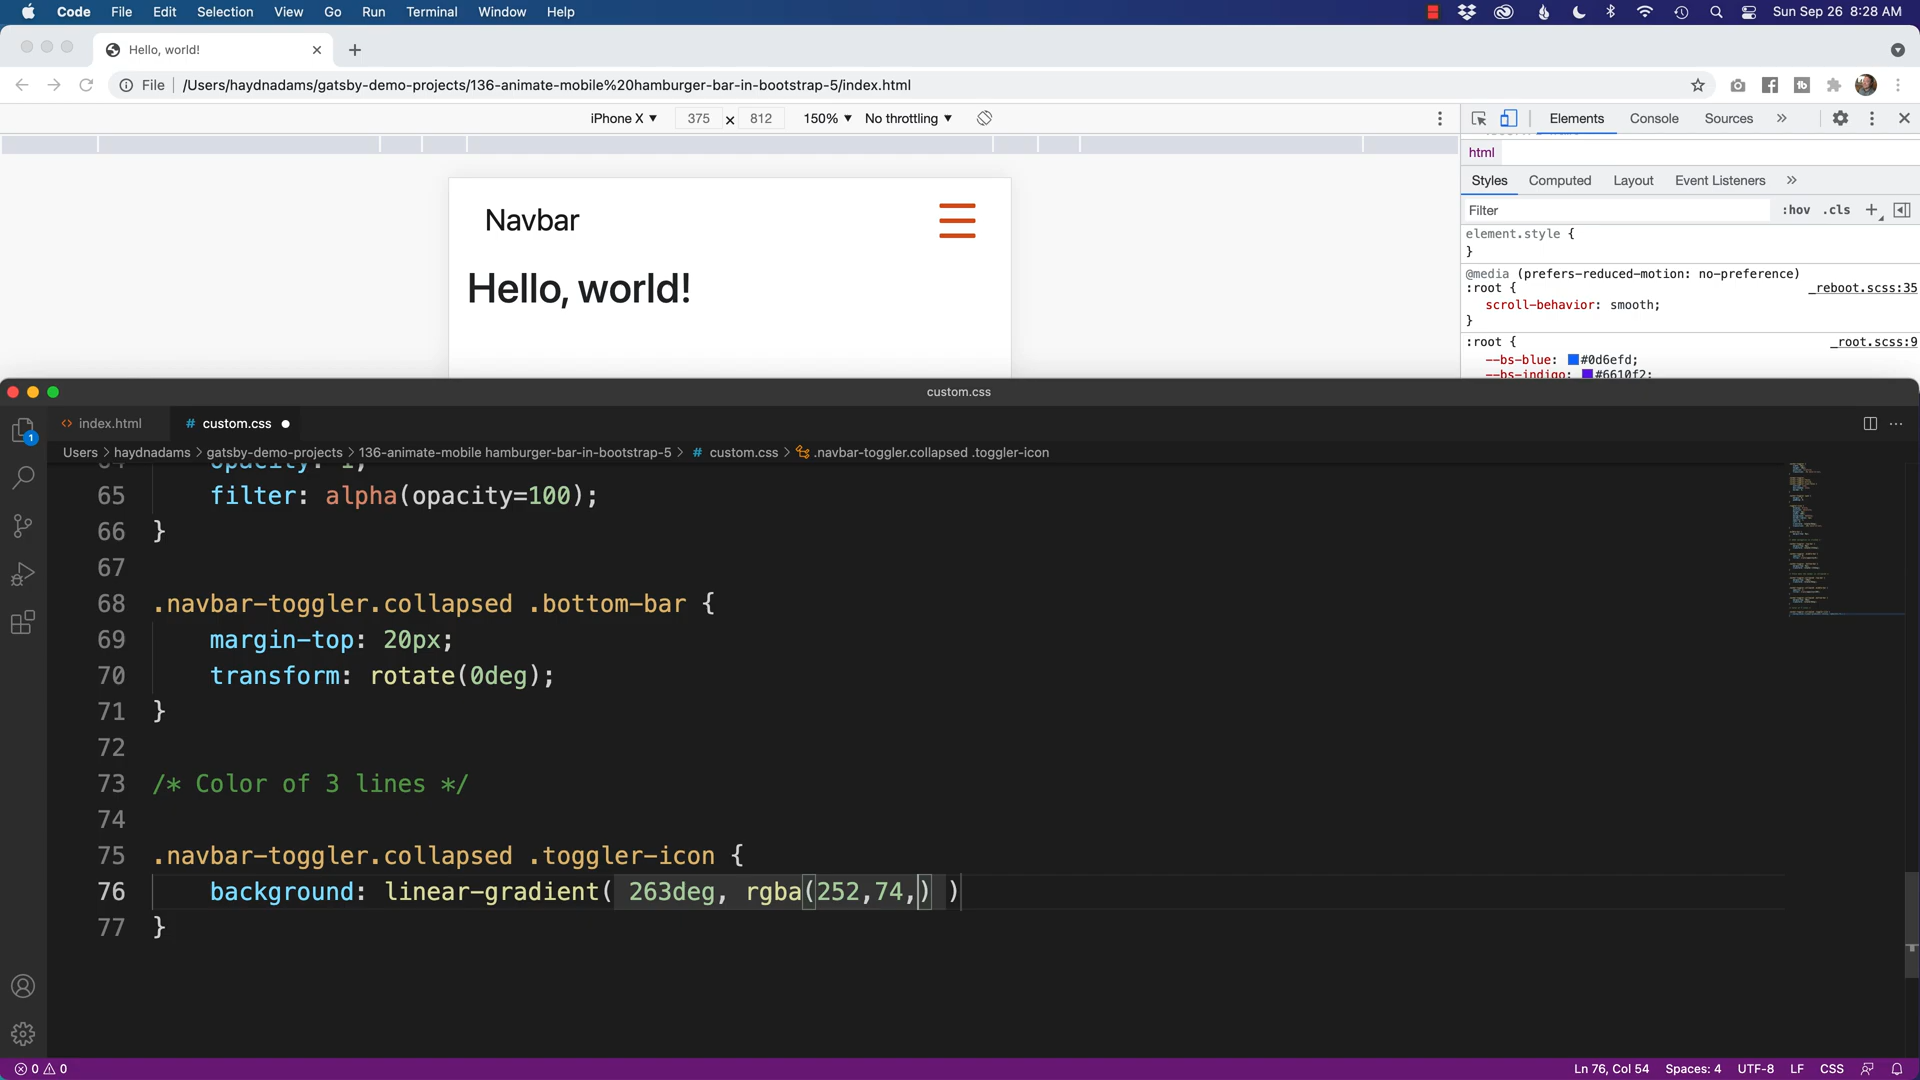 Code File Edit Selection View Go Run Terminal Window Help Sun Sep 26 8:28 AM
Hello, world!
File /Users/haydnadams/gatsby-demo-projects/136-animate-mobile%20hamburger-bar-in-bootstrap-5/index.html
iPhone X 375 812 150% No throttling
Elements Console Sources
html
Styles Computed Layout Event Listeners
Filter :hov .cls
element.style {
}
@media (prefers-reduced-motion: no-preference)
:root { _reboot.scss:35
scroll-behavior: smooth;
}
:root { _root.scss:9
--bs-blue: #0d6efd;
--bs-indigo: #6610f2;
Navbar
Hello, world!
custom.css
index.html # custom.css
Users > haydnadams > gatsby-demo-projects > 136-animate-mobile hamburger-bar-in-bootstrap-5 > # custom.css > .navbar-toggler.collapsed .toggler-icon
64 opacity: 1;
65 filter: alpha(opacity=100);
66 }
67
68 .navbar-toggler.collapsed .bottom-bar {
69 margin-top: 20px;
70 transform: rotate(0deg);
71 }
72
73 /* Color of 3 lines */
74
75 .navbar-toggler.collapsed .toggler-icon {
76 background: linear-gradient( 263deg, rgba(252,74,) )
77 }
0 0 Ln 76, Col 54 Spaces: 4 UTF-8 LF CSS